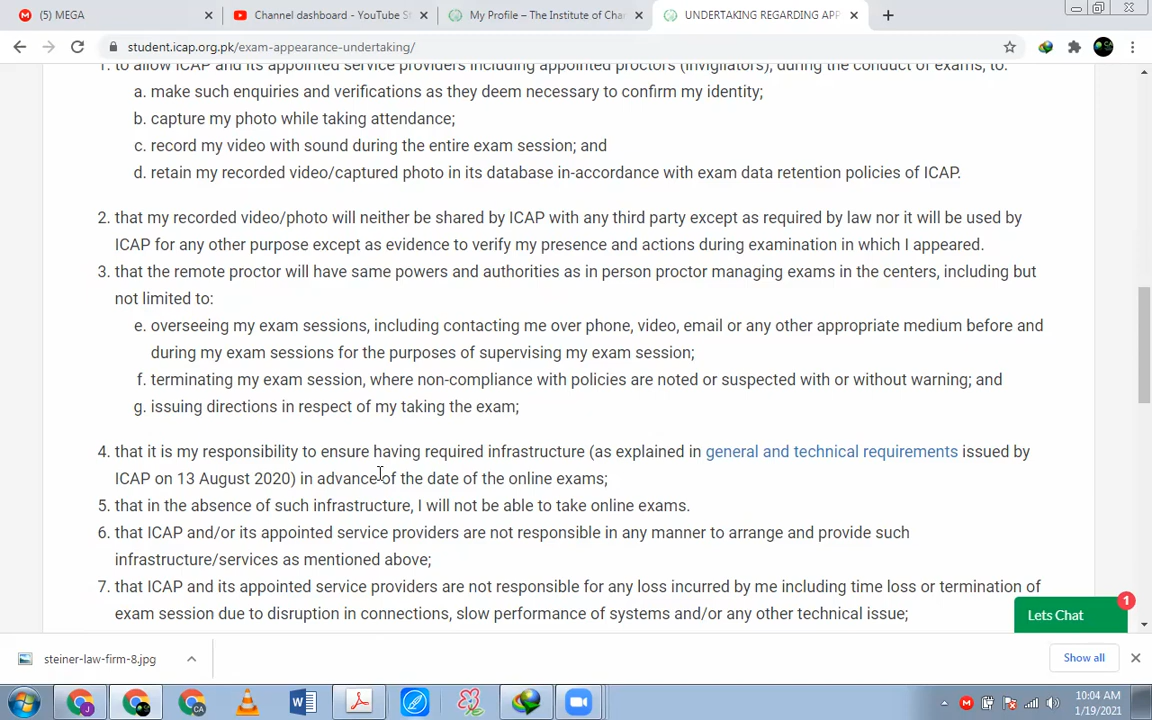 (5) MEGA
Channel dashboard - YouTube St
My Profile – The Institute of Char
UNDERTAKING REGARDING APP
student.icap.org.pk/exam-appearance-undertaking/
1. to allow ICAP and its appointed service providers including appointed proctors (invigilators), during the conduct of exams, to:
a. make such enquiries and verifications as they deem necessary to confirm my identity;
b. capture my photo while taking attendance;
c. record my video with sound during the entire exam session; and
d. retain my recorded video/captured photo in its database in-accordance with exam data retention policies of ICAP.
2. that my recorded video/photo will neither be shared by ICAP with any third party except as required by law nor it will be used by
ICAP for any other purpose except as evidence to verify my presence and actions during examination in which I appeared.
3. that the remote proctor will have same powers and authorities as in person proctor managing exams in the centers, including but
not limited to:
e. overseeing my exam sessions, including contacting me over phone, video, email or any other appropriate medium before and
during my exam sessions for the purposes of supervising my exam session;
f. terminating my exam session, where non-compliance with policies are noted or suspected with or without warning; and
g. issuing directions in respect of my taking the exam;
4. that it is my responsibility to ensure having required infrastructure (as explained in general and technical requirements issued by
ICAP on 13 August 2020) in advance of the date of the online exams;
5. that in the absence of such infrastructure, I will not be able to take online exams.
6. that ICAP and/or its appointed service providers are not responsible in any manner to arrange and provide such
infrastructure/services as mentioned above;
7. that ICAP and its appointed service providers are not responsible for any loss incurred by me including time loss or termination of
exam session due to disruption in connections, slow performance of systems and/or any other technical issue;
Lets Chat
1
steiner-law-firm-8.jpg
Show all
10:04 AM
1/19/2021